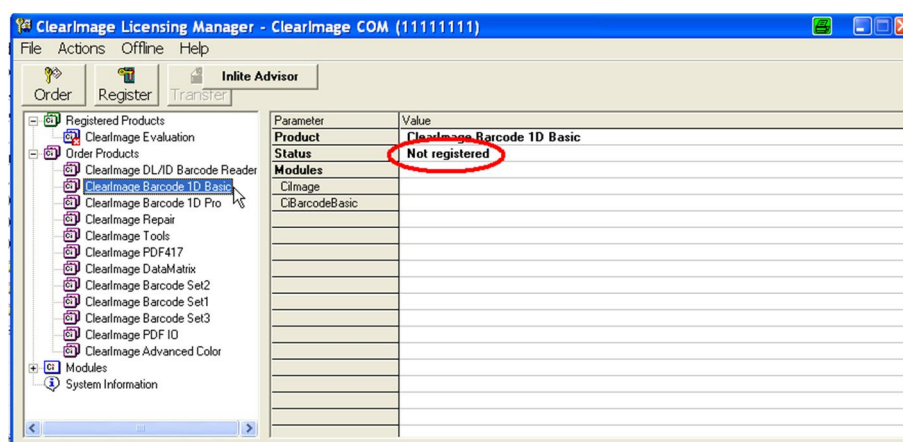 ClearImage Licensing Manager - ClearImage COM (11111111)
File Actions Offline Help
Order Register Transfer Inlite Advisor
Registered Products
ClearImage Evaluation
Order Products
ClearImage DL/ID Barcode Reader
ClearImage Barcode 1D Basic
ClearImage Barcode 1D Pro
ClearImage Repair
ClearImage Tools
ClearImage PDF417
ClearImage DataMatrix
ClearImage Barcode Set2
ClearImage Barcode Set1
ClearImage Barcode Set3
ClearImage PDF IO
ClearImage Advanced Color
Modules
System Information
Parameter Value
Product ClearImage Barcode 1D Basic
Status Not registered
Modules
CiImage
CiBarcodeBasic